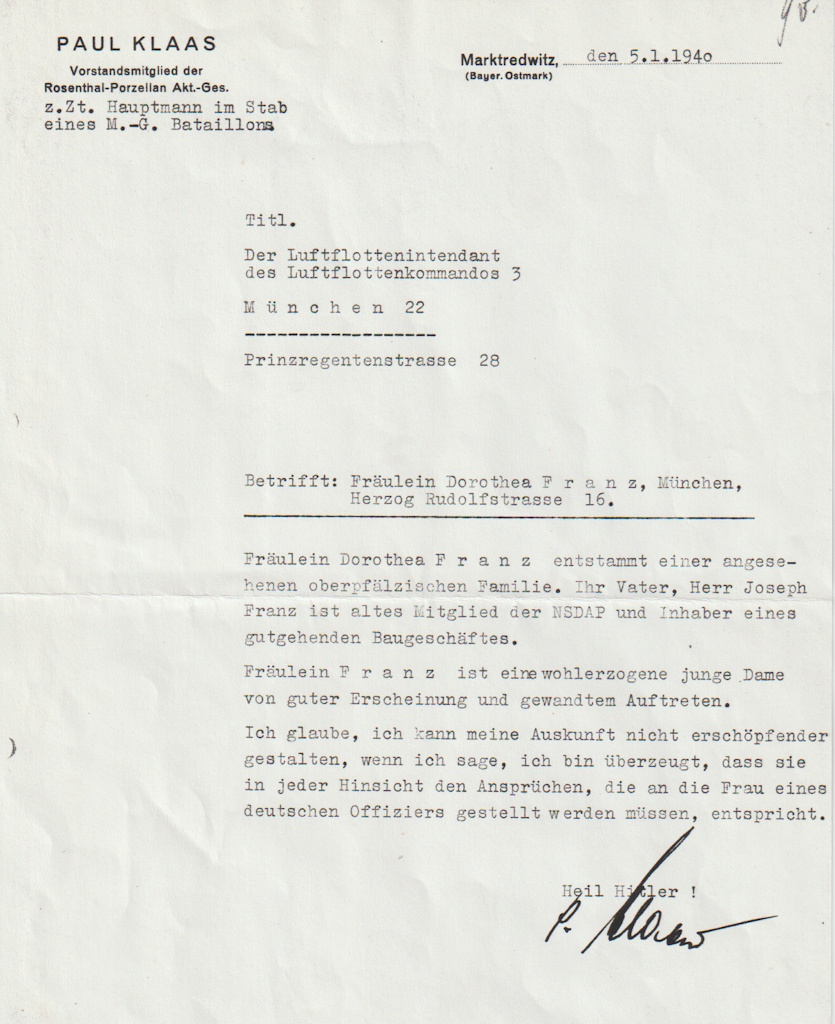 PAUL KLAAS
Vorstandsmitglied der
Rosenthal-Porzellan Akt.-Ges.
z.Zt. Hauptmann im Stab
eines M.-G. Bataillons
Marktredwitz, den 5.1.1940
(Bayer. Ostmark)
Titl.
Der Luftflottenintendant
des Luftflottenkommandos 3
M ü n c h e n 22
------------------
Prinzregentenstrasse 28
Betrifft: Fräulein Dorothea F r a n z, München,
Herzog Rudolfstrasse 16.
Fräulein Dorothea F r a n z entstammt einer angese-
henen oberpfälzischen Familie. Ihr Vater, Herr Joseph
Franz ist altes Mitglied der NSDAP und Inhaber eines
gutgehenden Baugeschäftes.
Fräulein F r a n z ist eine wohlerzogene junge Dame
von guter Erscheinung und gewandtem Auftreten.
Ich glaube, ich kann meine Auskunft nicht erschöpfender
gestalten, wenn ich sage, ich bin überzeugt, dass sie
in jeder Hinsicht den Ansprüchen, die an die Frau eines
deutschen Offiziers gestellt werden müssen, entspricht.
Heil Hitler !
P. Klaas